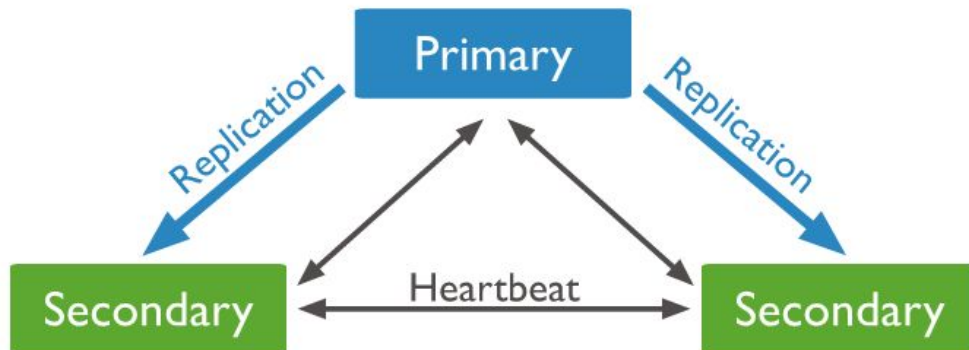 Primary
Replication
Replication
Heartbeat
Secondary
Secondary